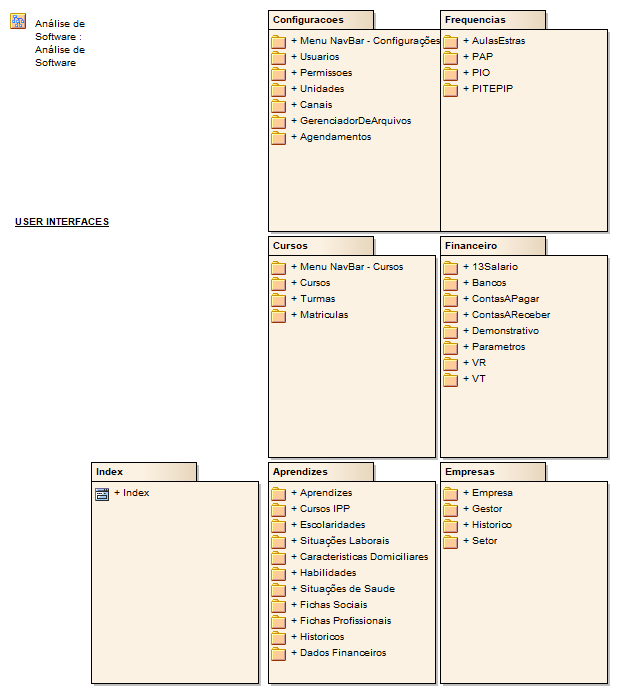 Análise de
Software :
Análise de
Software
USER INTERFACES
Configuracoes
+ Menu NavBar - Configurações
+ Usuarios
+ Permissoes
+ Unidades
+ Canais
+ GerenciadorDeArquivos
+ Agendamentos
Frequencias
+ AulasEstras
+ PAP
+ PIO
+ PITEPIP
Cursos
+ Menu NavBar - Cursos
+ Cursos
+ Turmas
+ Matriculas
Financeiro
+ 13Salario
+ Bancos
+ ContasAPagar
+ ContasAReceber
+ Demonstrativo
+ Parametros
+ VR
+ VT
Index
+ Index
Aprendizes
+ Aprendizes
+ Cursos IPP
+ Escolaridades
+ Situações Laborais
+ Caracteristicas Domiciliares
+ Habilidades
+ Situações de Saude
+ Fichas Sociais
+ Fichas Profissionais
+ Historicos
+ Dados Financeiros
Empresas
+ Empresa
+ Gestor
+ Historico
+ Setor